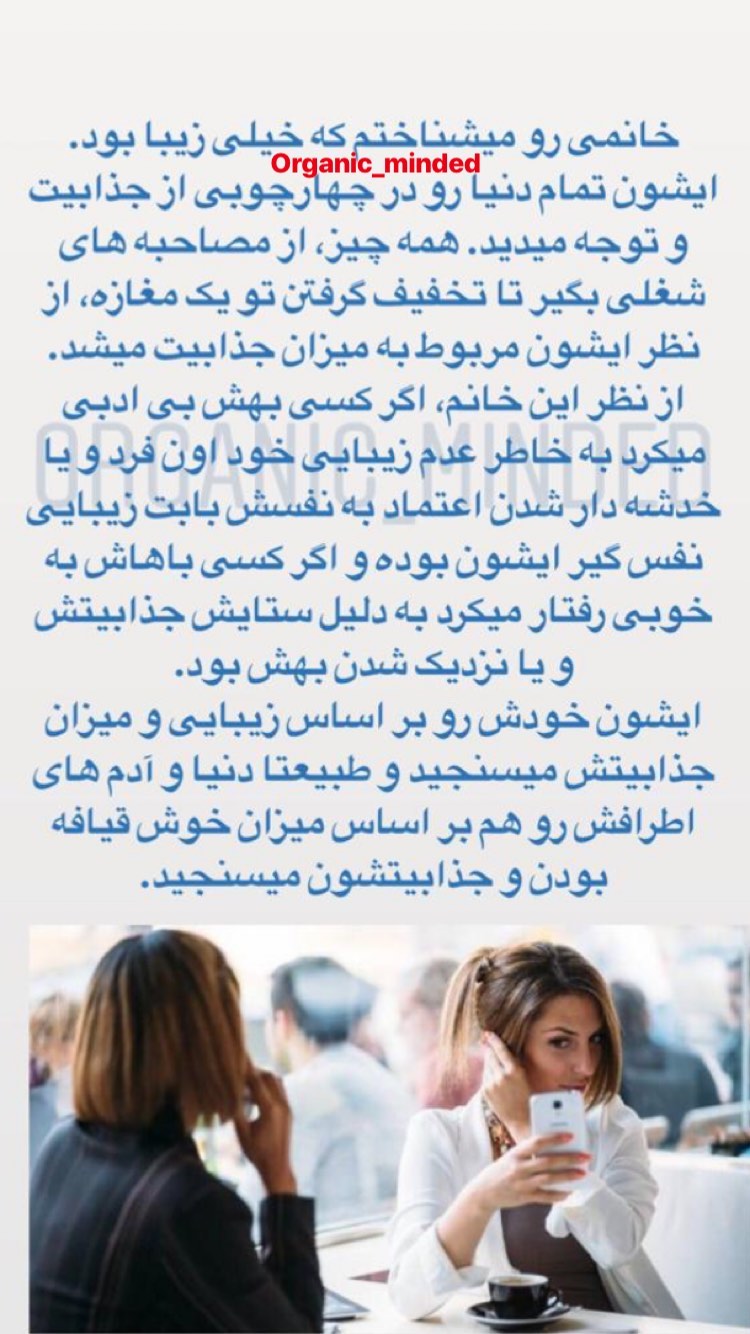 خانمی رو میشناختم که خیلی زیبا بود.
Organic_minded
ایشون تمام دنیا رو در چهارچوبی از جذابیت
و توجه میدید. همه چیز، از مصاحبه های
شغلی بگیر تا تخفیف گرفتن تو یک مغازه، از
نظر ایشون مربوط به میزان جذابیت میشد.
از نظر این خانم، اگر کسی بهش بی ادبی
میکرد به خاطر عدم زیبایی خود اون فرد و یا
ORGANIC_MINDED
خدشه دار شدن اعتماد به نفسش بابت زیبایی
نفس گیر ایشون بوده و اگر کسی باهاش به
خوبی رفتار میکرد به دلیل ستایش جذابیتش
و یا نزدیک شدن بهش بود.
ایشون خودش رو بر اساس زیبایی و میزان
جذابیتش میسنجید و طبیعتا دنیا و آدم های
اطرافش رو هم بر اساس میزان خوش قیافه
بودن و جذابیتشون میسنجید.